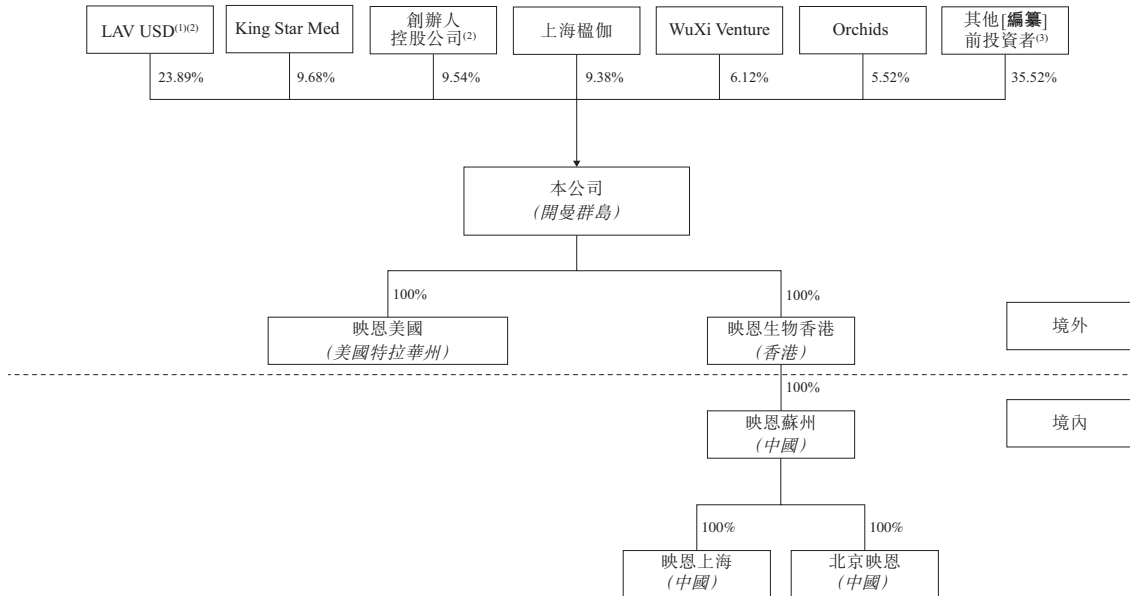 LAV USD(1)(2)
King Star Med
創辦人
控股公司(2)
上海楹伽
WuXi Venture
Orchids
其他[編纂]
前投資者(3)
23.89%
9.68%
9.54%
9.38%
6.12%
5.52%
35.52%
本公司
(開曼群島)
100%
100%
映恩美國
(美國特拉華州)
映恩生物香港
(香港)
境外
100%
映恩蘇州
(中國)
境內
100%
100%
映恩上海
(中國)
北京映恩
(中國)